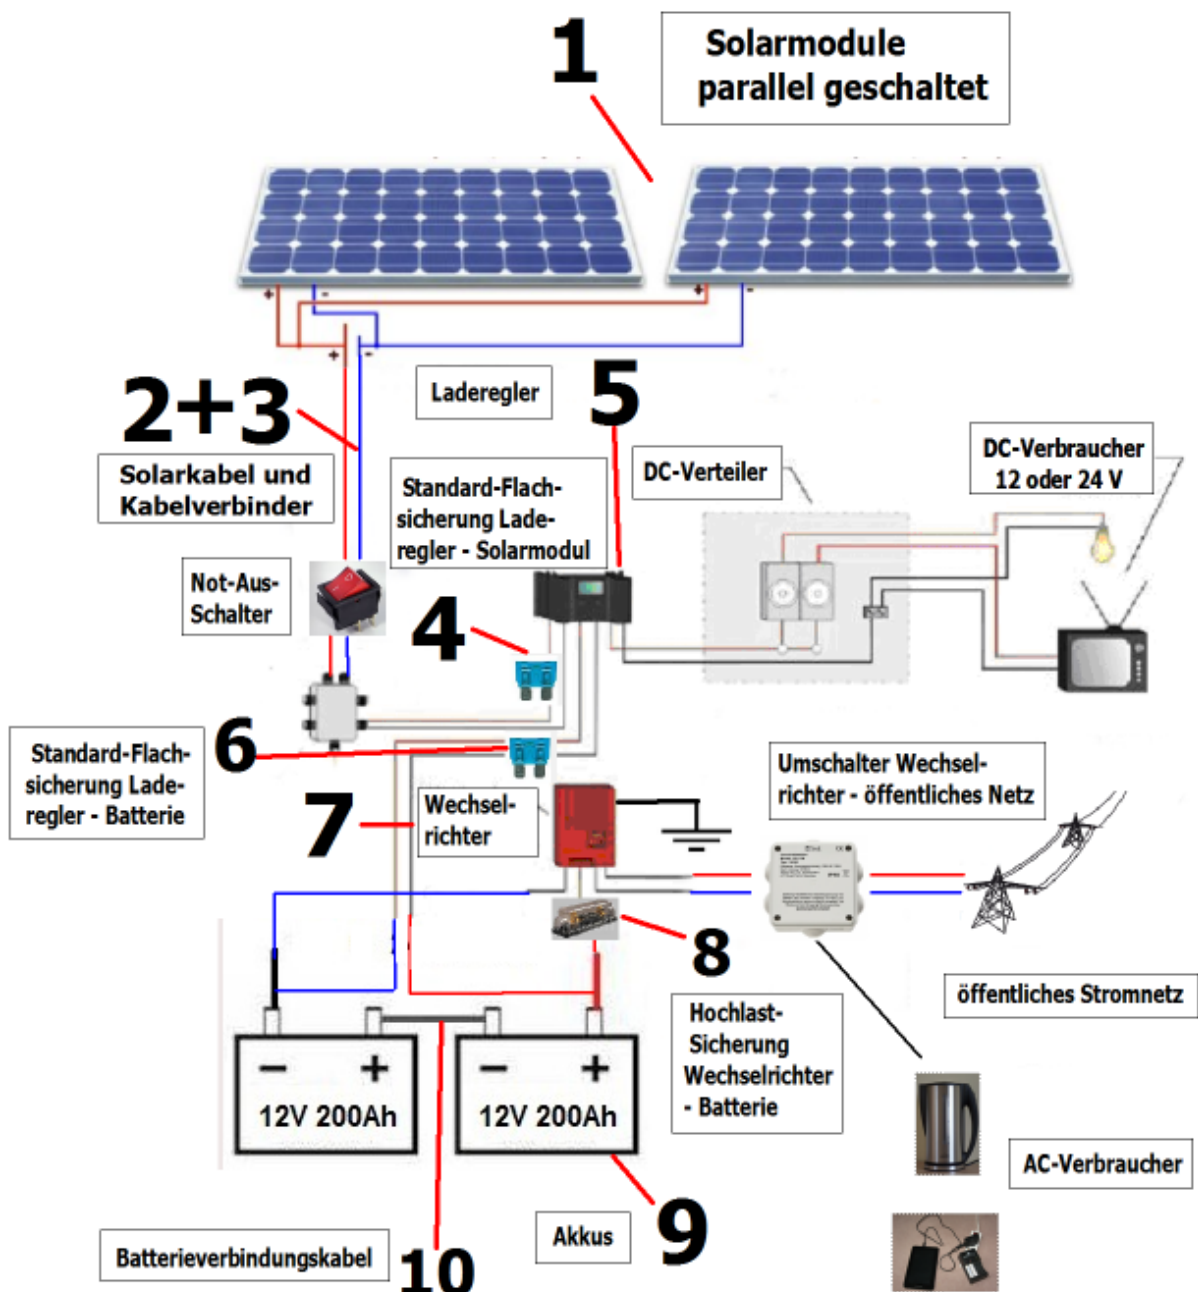 1
Solarmodule
parallel geschaltet
+
-
+
-
+
-
2+3
Solarkabel und
Kabelverbinder
Laderegler
5
Standard-Flach-
sicherung Lade-
regler - Solarmodul
DC-Verteiler
DC-Verbraucher
12 oder 24 V
Not-Aus-
Schalter
4
6
Standard-Flach-
sicherung Lade-
regler - Batterie
7
Wechsel-
richter
Umschalter Wechsel-
richter - öffentliches Netz
8
Hochlast-
Sicherung
Wechselrichter
- Batterie
öffentliches Stromnetz
− +
12V 200Ah
− +
12V 200Ah
AC-Verbraucher
9
Akkus
Batterieverbindungskabel
10